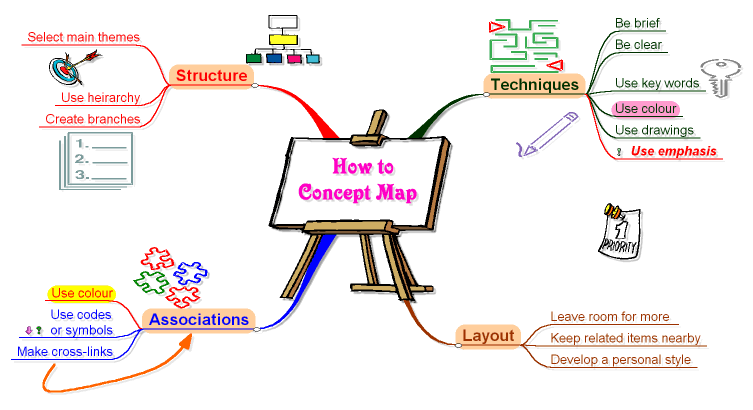 How to
Concept Map
Structure
Select main themes
Use heirarchy
Create branches
1.
2.
3.
Techniques
Be brief
Be clear
Use key words
Use colour
Use drawings
? Use emphasis
1
PRIORITY
Associations
Use colour
Use codes
? or symbols
Make cross-links
Layout
Leave room for more
Keep related items nearby
Develop a personal style